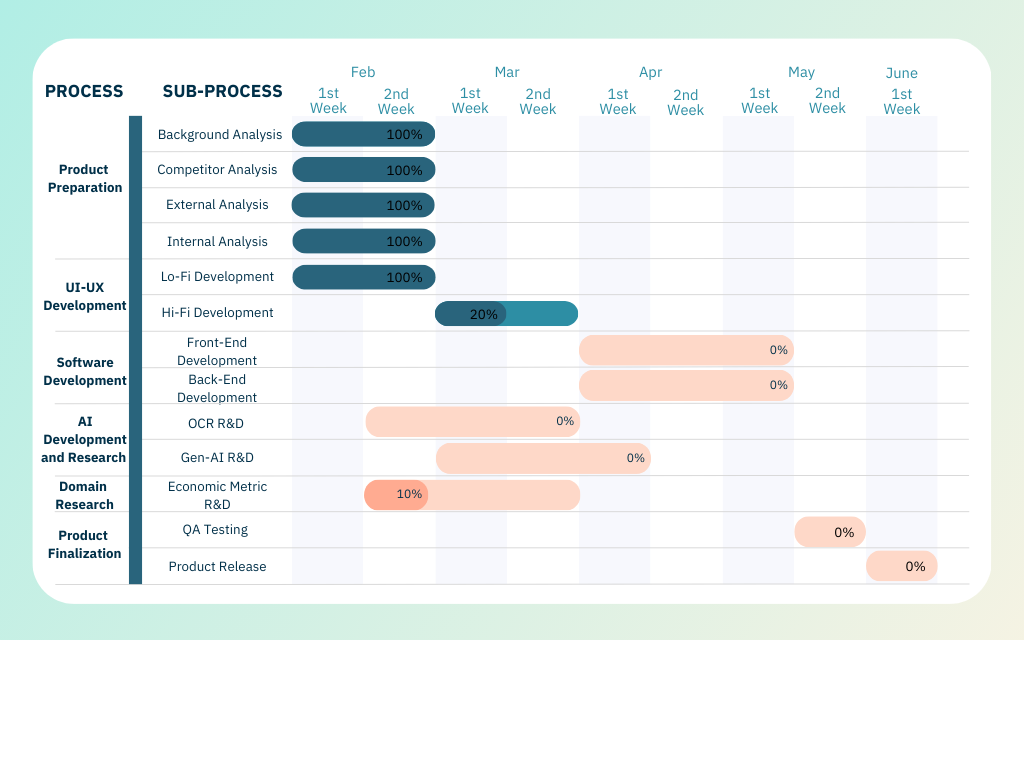 Feb Mar Apr May June
PROCESS SUB-PROCESS 1st Week 2nd Week 1st Week 2nd Week 1st Week 2nd Week 1st Week 2nd Week 1st Week
Product
Preparation
Background Analysis 100%
Competitor Analysis 100%
External Analysis 100%
Internal Analysis 100%
UI-UX
Development
Lo-Fi Development 100%
Hi-Fi Development 20%
Software
Development
Front-End
Development 0%
Back-End
Development 0%
AI
Development
and Research
OCR R&D 0%
Gen-AI R&D 0%
Domain
Research
Economic Metric
R&D 10%
Product
Finalization
QA Testing 0%
Product Release 0%